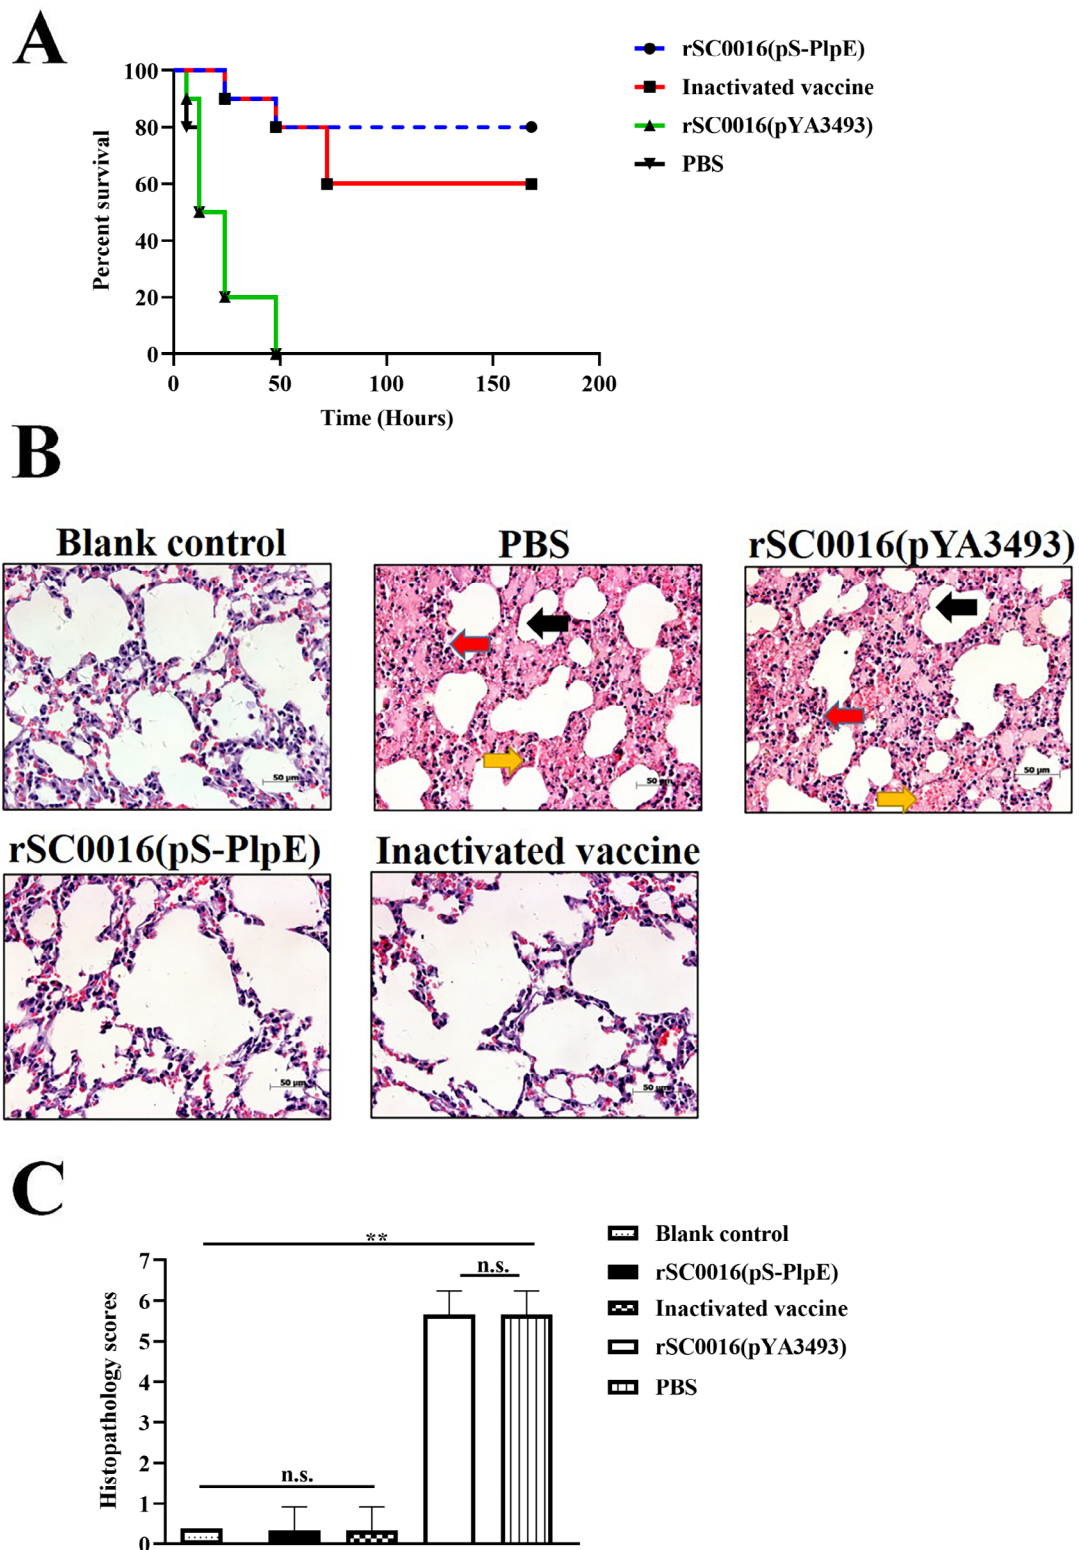 A
100
80
60
40
20
0
Percent survival
0 50 100 150 200
Time (Hours)
rSC0016(pS-PlpE)
Inactivated vaccine
rSC0016(pYA3493)
PBS
B
Blank control
PBS
rSC0016(pYA3493)
50 µm
50 µm
50 µm
rSC0016(pS-PlpE)
Inactivated vaccine
50 µm
50 µm
C
7
6
5
4
3
2
1
0
Histopathology scores
**
n.s.
n.s.
Blank control
rSC0016(pS-PlpE)
Inactivated vaccine
rSC0016(pYA3493)
PBS